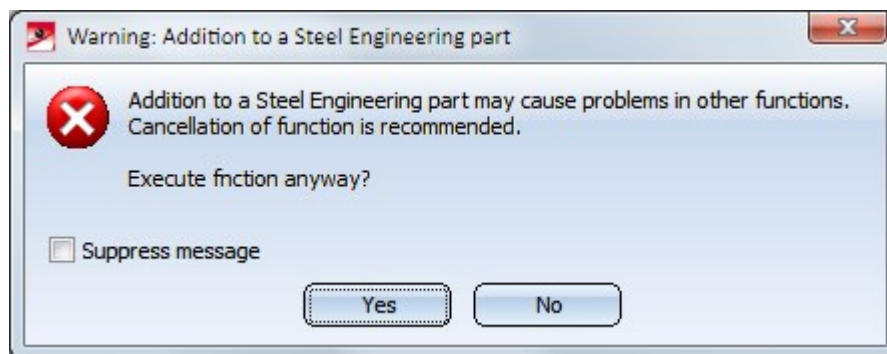 Warning: Addition to a Steel Engineering part
Addition to a Steel Engineering part may cause problems in other functions.
Cancellation of function is recommended.
Execute fnction anyway?
Suppress message
Yes No